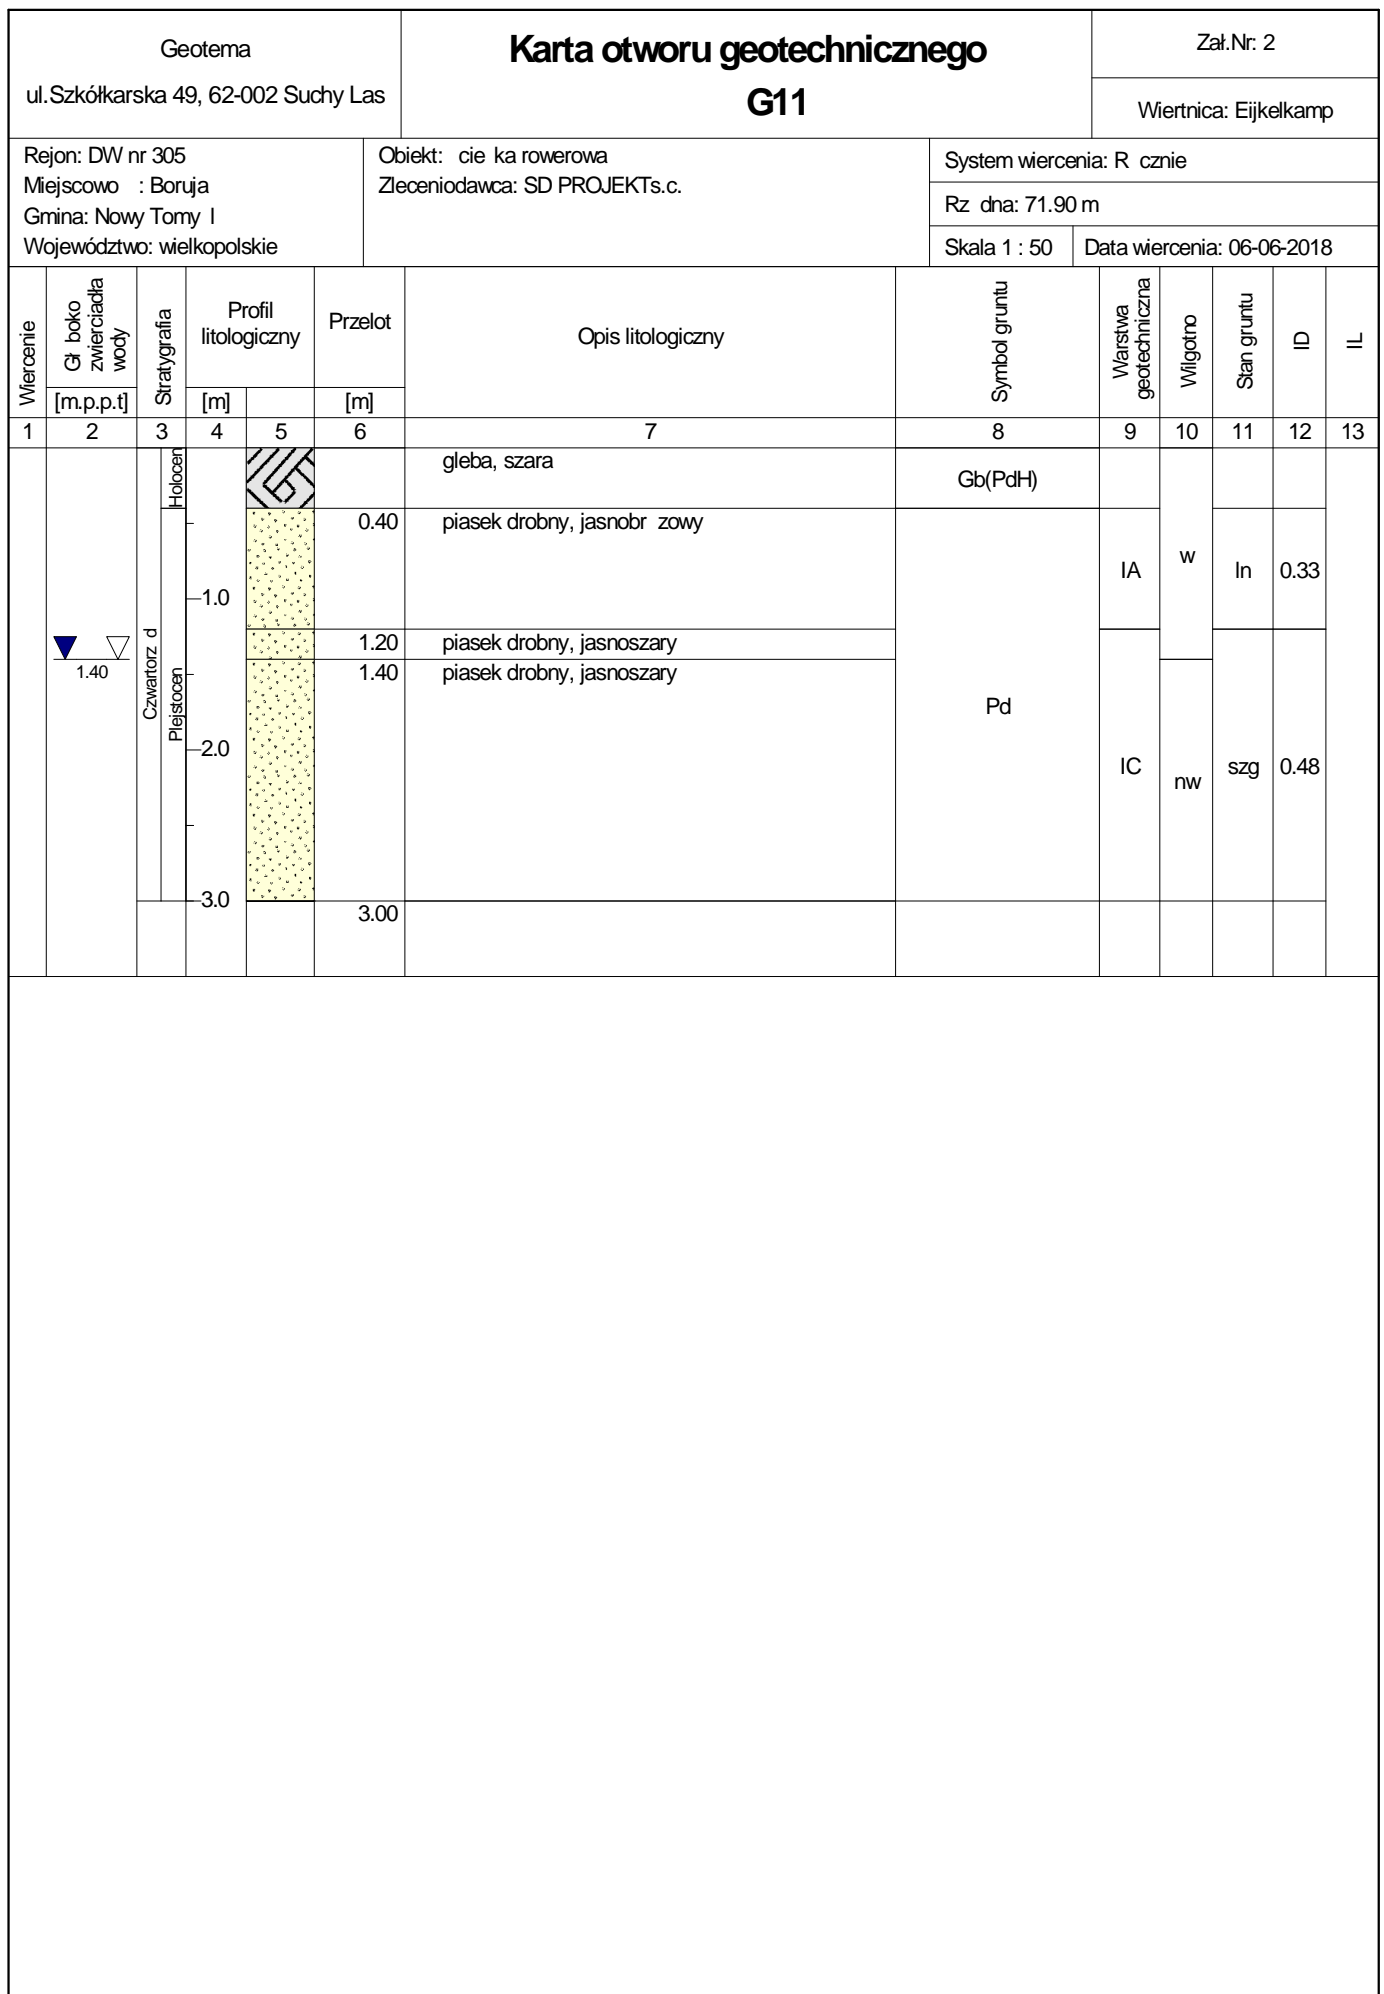 Geotema
ul.Szkółkarska 49, 62-002 Suchy Las
Karta otworu geotechnicznego
G11
Zał.Nr: 2
Wiertnica: Eijkelkamp
Rejon: DW nr 305
Miejscowo : Boruja
Gmina: Nowy Tomy l
Województwo: wielkopolskie
Obiekt: cie ka rowerowa
Zleceniodawca: SD PROJEKTs.c.
System wiercenia: R cznie
Rz dna: 71.90 m
Skala 1 : 50
Data wiercenia: 06-06-2018
Wiercenie
Gł boko
zwierciadła
wody
[m.p.p.t]
Stratygrafia
Profil
litologiczny
[m]
Przelot
[m]
Opis litologiczny
Symbol gruntu
Warstwa
geotechniczna
Wilgotno
Stan gruntu
ID
IL
1 2 3 4 5 6 7 8 9 10 11 12 13
Holocen
gleba, szara
Gb(PdH)
0.40 piasek drobny, jasnobr zowy
IA w ln 0.33
1.0
1.20 piasek drobny, jasnoszary
1.40
1.40 piasek drobny, jasnoszary
Czwartorz d
Plejstocen
Pd
2.0
IC nw szg 0.48
3.0
3.00